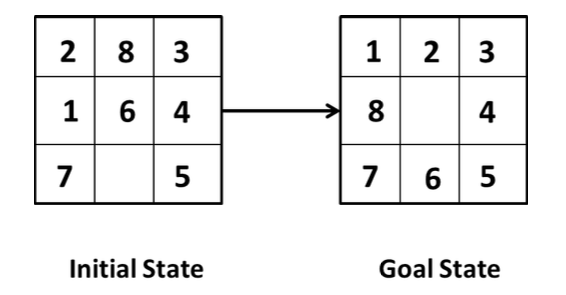 2 8 3
1 6 4
7 5
Initial State
1 2 3
8 4
7 6 5
Goal State